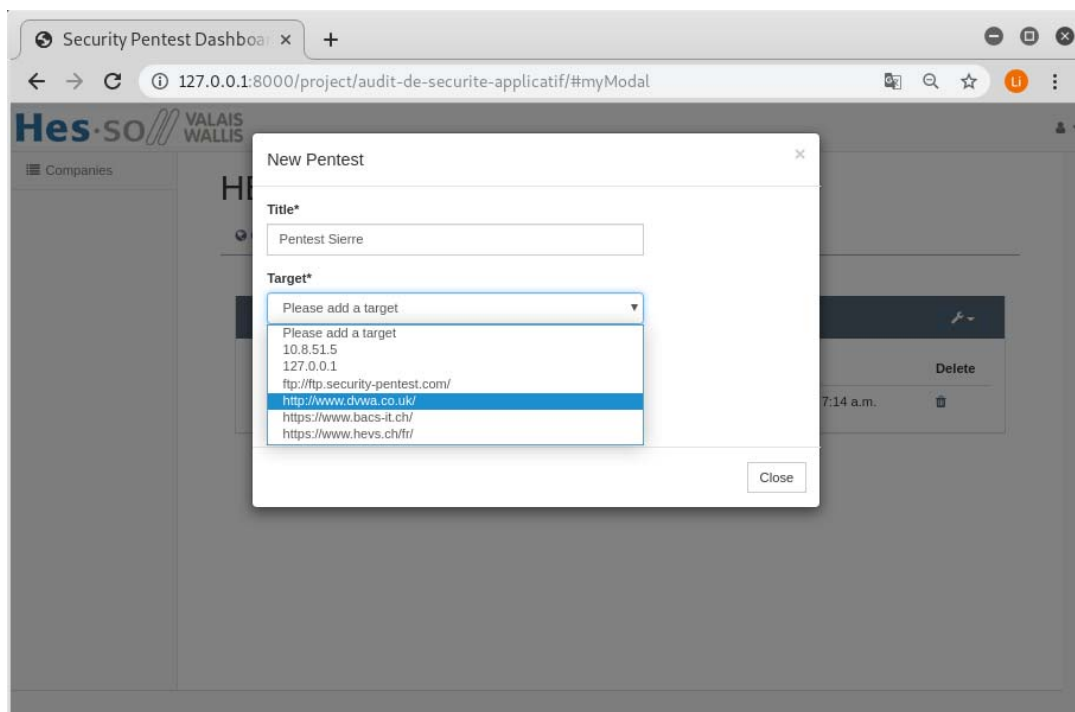 Security Pentest Dashboar
127.0.0.1:8000/project/audit-de-securite-applicatif/#myModal
Li
Hes·so VALAIS
WALLIS
Companies
HE
New Pentest
×
Title*
Pentest Sierre
Target*
Please add a target
Please add a target
10.8.51.5
127.0.0.1
ftp://ftp.security-pentest.com/
http://www.dvwa.co.uk/
https://www.bacs-it.ch/
https://www.hevs.ch/fr/
Delete
7:14 a.m.
Close